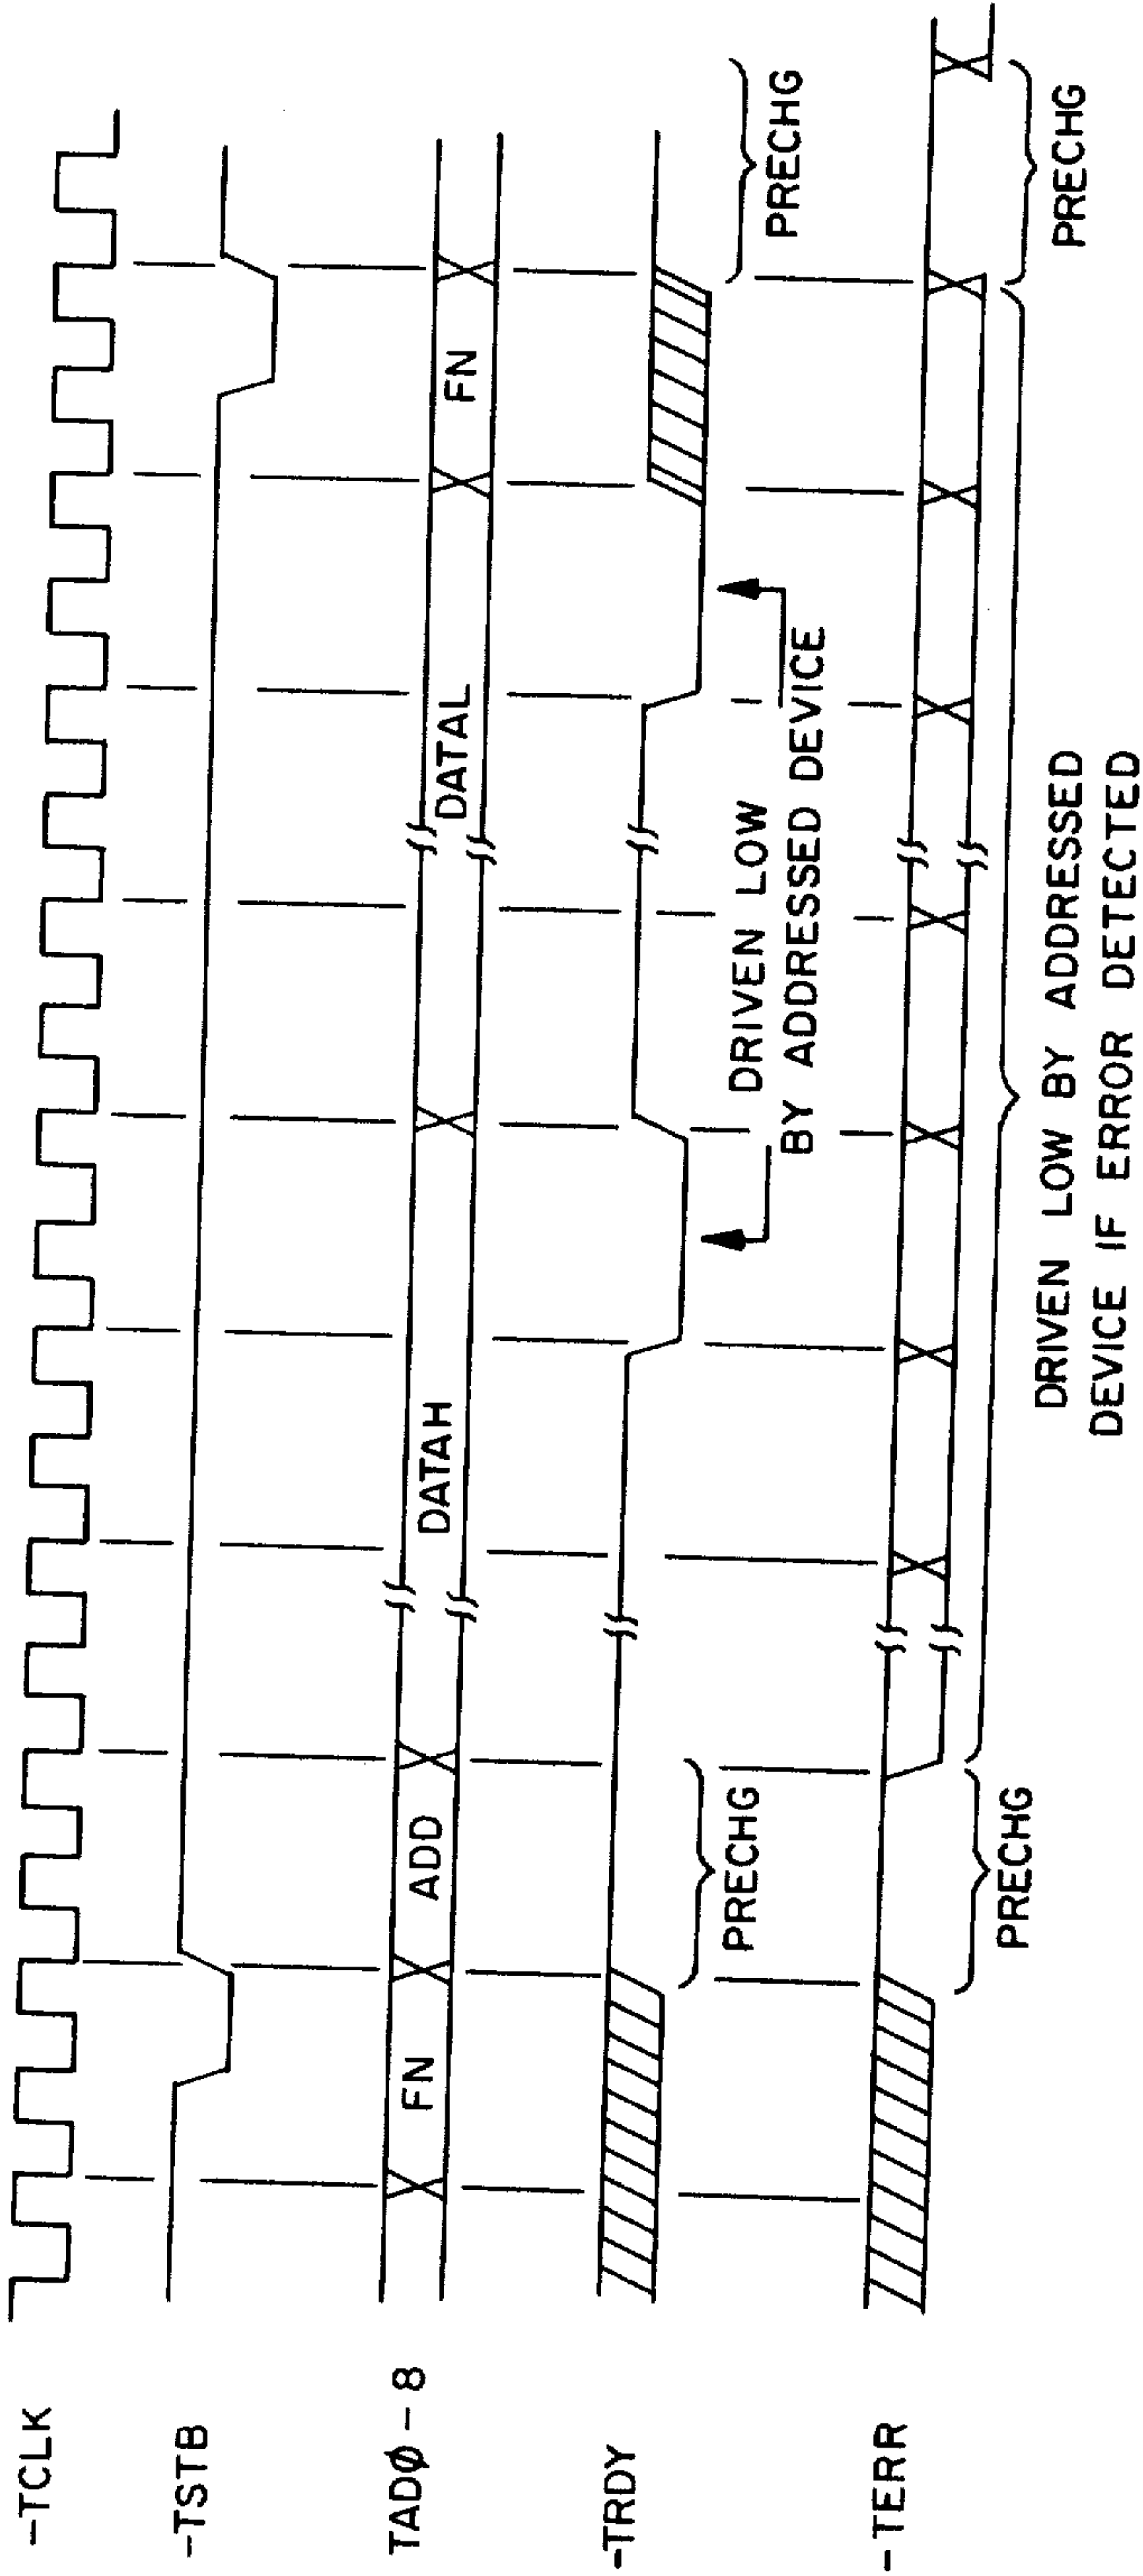 -TCLK
-TSTB
TADØ-8
FN
ADD
DATAH
DATAL
FN
-TRDY
PRECHG
DRIVEN LOW
BY ADDRESSED DEVICE
PRECHG
-TERR
PRECHG
DRIVEN LOW BY ADDRESSED
DEVICE IF ERROR DETECTED
PRECHG